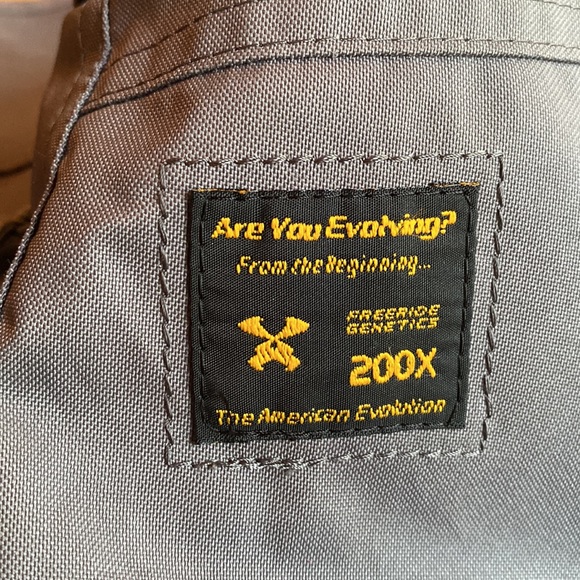 Are You Evolving?
From the Beginning...
FREERIDE
GENETICS
200X
The American Evolution